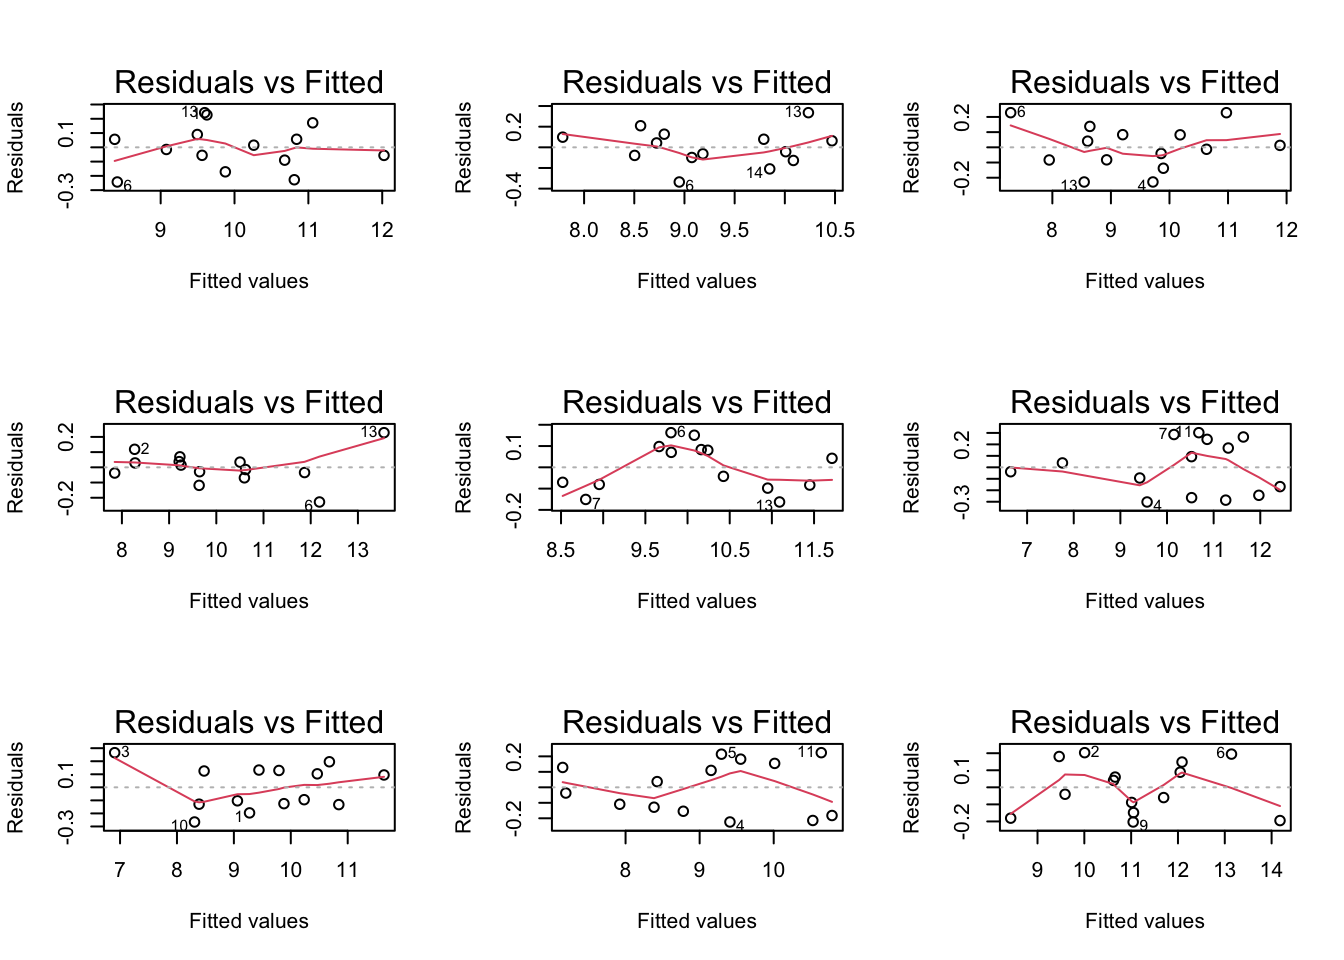 Residuals vs Fitted
Residuals
0.1
-0.3
13
6
9 10 11 12
Fitted values
Residuals vs Fitted
Residuals
0.2
-0.4
13
14
6
8.0 8.5 9.0 9.5 10.5
Fitted values
Residuals vs Fitted
Residuals
0.2
-0.2
6
13
4
8 9 10 11 12
Fitted values
Residuals vs Fitted
Residuals
0.2
-0.2
13
2
6
8 9 10 11 12 13
Fitted values
Residuals vs Fitted
Residuals
0.1
-0.2
6
7
13
8.5 9.5 10.5 11.5
Fitted values
Residuals vs Fitted
Residuals
0.2
-0.3
7
11
4
7 8 9 10 11 12
Fitted values
Residuals vs Fitted
Residuals
0.1
-0.3
3
10
1
7 8 9 10 11
Fitted values
Residuals vs Fitted
Residuals
0.2
-0.2
5
11
4
8 9 10
Fitted values
Residuals vs Fitted
Residuals
0.1
-0.2
2
6
9
9 10 11 12 13 14
Fitted values